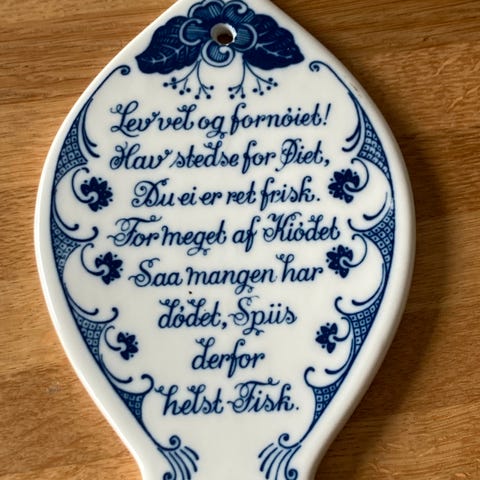 Lev vel og fornöiet!
Hav stedse for Öiet,
Du ei er ret frisk.
For meget af Kiödet
Saa mangen har
dödet, Spiis
derfor
helst Fisk.